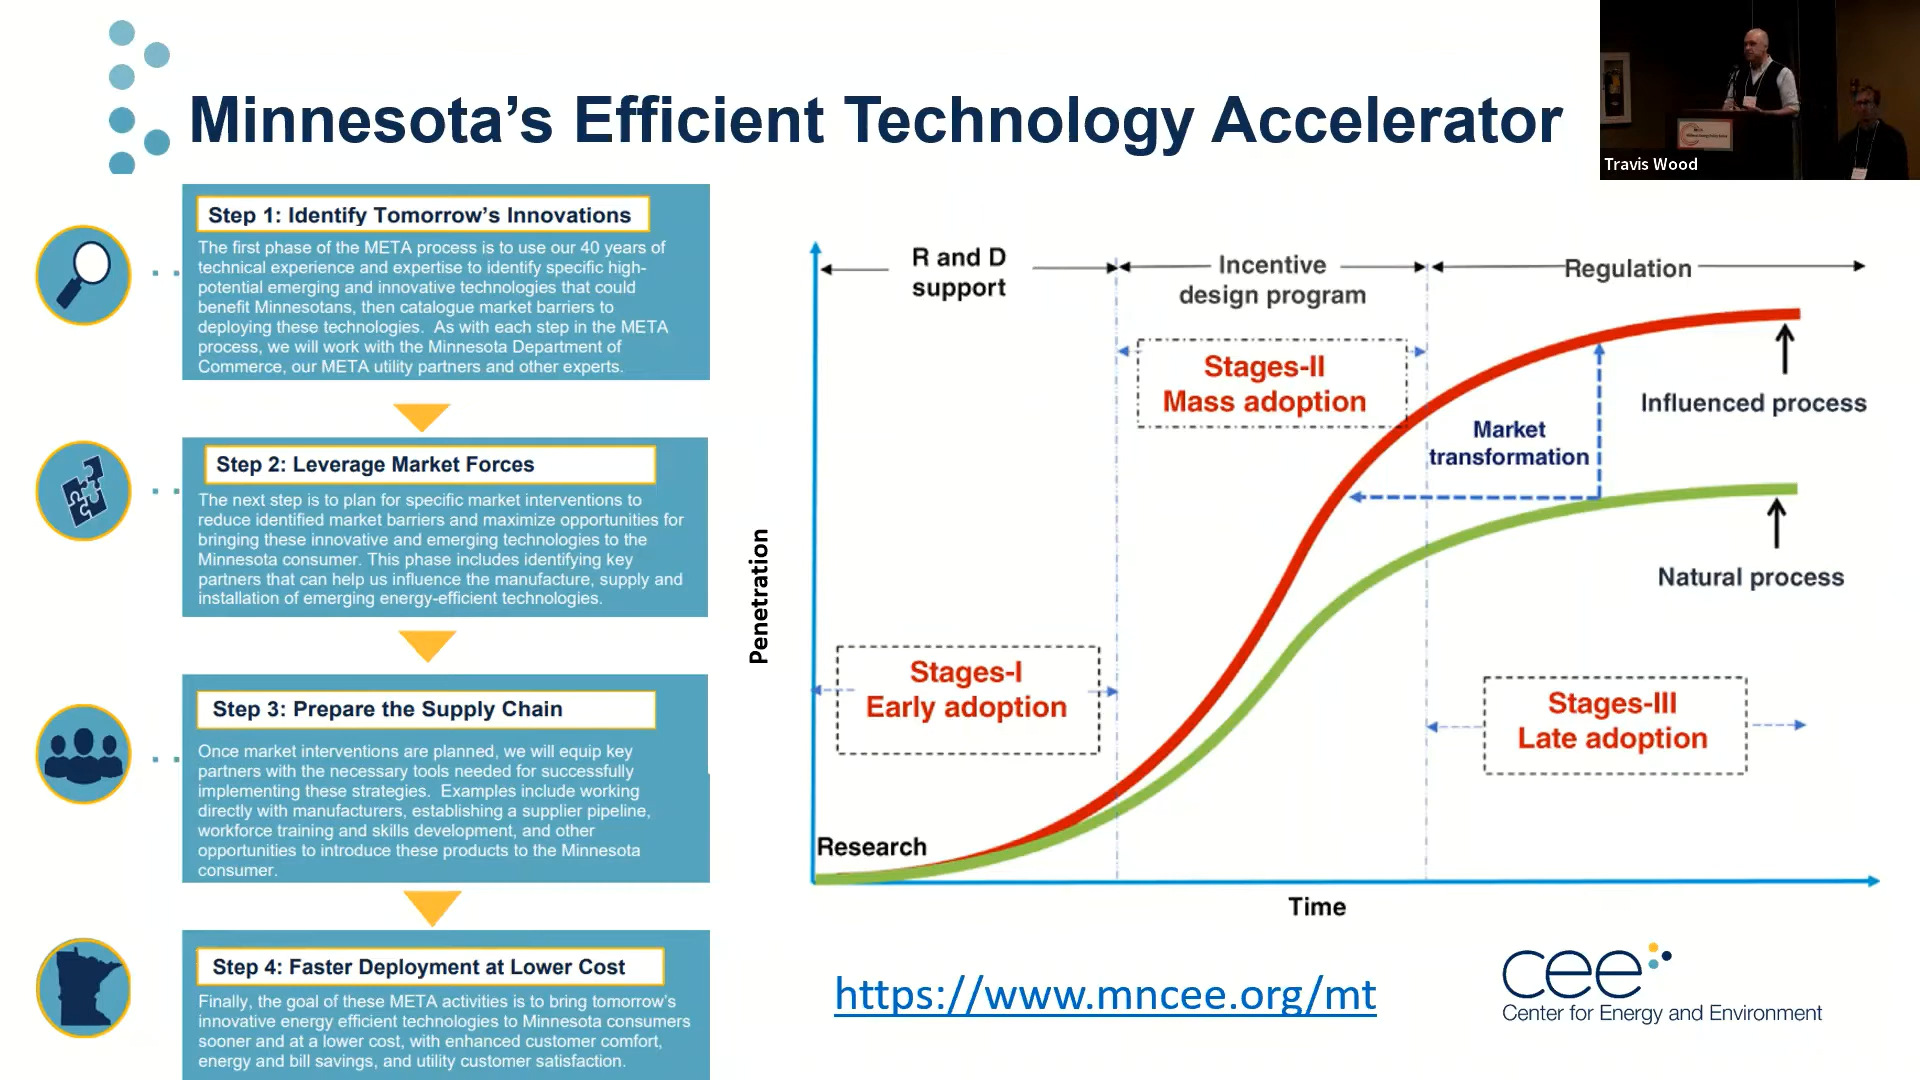 Minnesota's Efficient Technology Accelerator
Travis Wood
Step 1: Identify Tomorrow's Innovations
The first phase of the META process is to use our 40 years of
technical experience and expertise to identify specific high-
potential emerging and innovative technologies that could
benefit Minnesotans, then catalogue market barriers to
deploying these technologies. As with each step in the META
process, we will work with the Minnesota Department of
Commerce, our META utility partners and other experts.
Step 2: Leverage Market Forces
The next step is to plan for specific market interventions to
reduce identified market barriers and maximize opportunities for
bringing these innovative and emerging technologies to the
Minnesota consumer. This phase includes identifying key
partners that can help us influence the manufacture, supply and
installation of emerging energy-efficient technologies.
Step 3: Prepare the Supply Chain
Once market interventions are planned, we will equip key
partners with the necessary tools needed for successfully
implementing these strategies. Examples include working
directly with manufacturers, establishing a supplier pipeline,
workforce training and skills development, and other
opportunities to introduce these products to the Minnesota
consumer.
Step 4: Faster Deployment at Lower Cost
Finally, the goal of these META activities is to bring tomorrow's
innovative energy efficient technologies to Minnesota consumers
sooner and at a lower cost, with enhanced customer comfort,
energy and bill savings, and utility customer satisfaction.
R and D
support
Incentive
design program
Regulation
Stages-II
Mass adoption
Market
transformation
Influenced process
Natural process
Penetration
Stages-I
Early adoption
Stages-III
Late adoption
Research
Time
https://www.mncee.org/mt
cee
Center for Energy and Environment